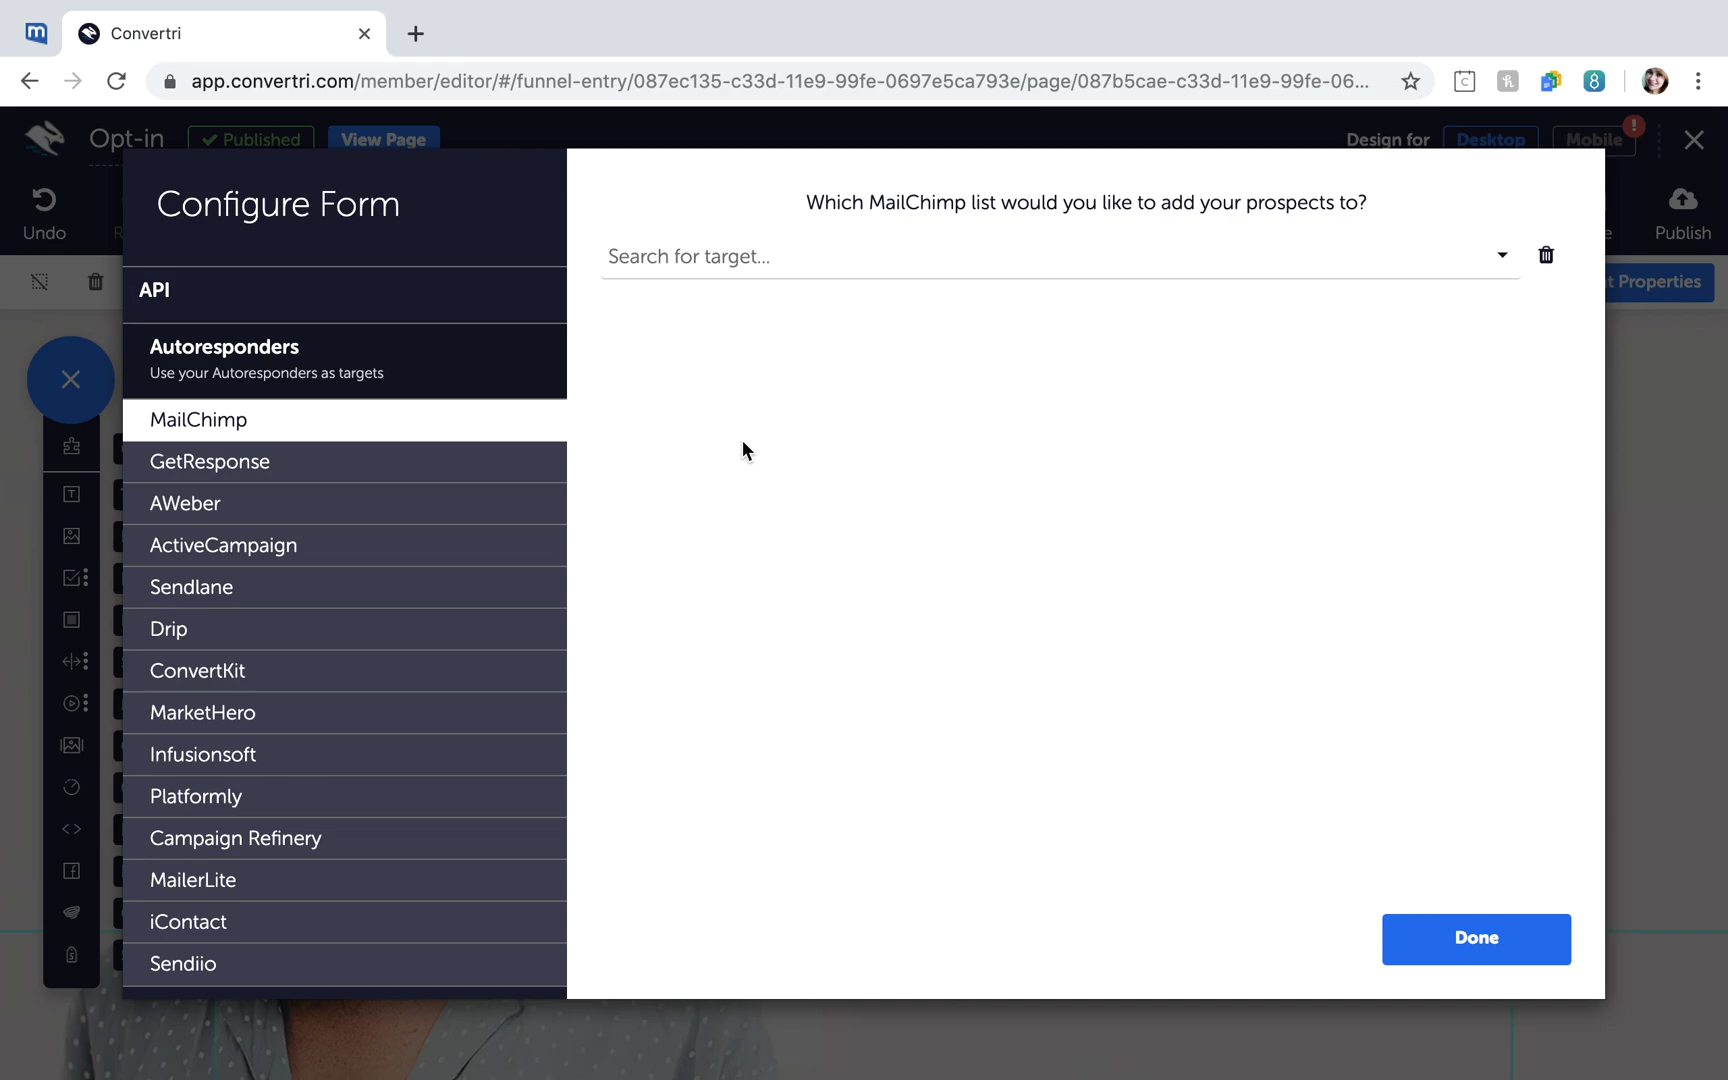 Convertri
app.convertri.com/member/editor/#/funnel-entry/087ec135-c33d-11e9-99fe-0697e5ca793e/page/087b5cae-c33d-11e9-99fe-06...
Opt-in
Published
View Page
Design for
Desktop
Mobile
!
Undo
Publish
Configure Form
API
Autoresponders
Use your Autoresponders as targets
MailChimp
GetResponse
AWeber
ActiveCampaign
Sendlane
Drip
ConvertKit
MarketHero
Infusionsoft
Platformly
Campaign Refinery
MailerLite
iContact
Sendiio
Which MailChimp list would you like to add your prospects to?
Search for target...
Properties
Done